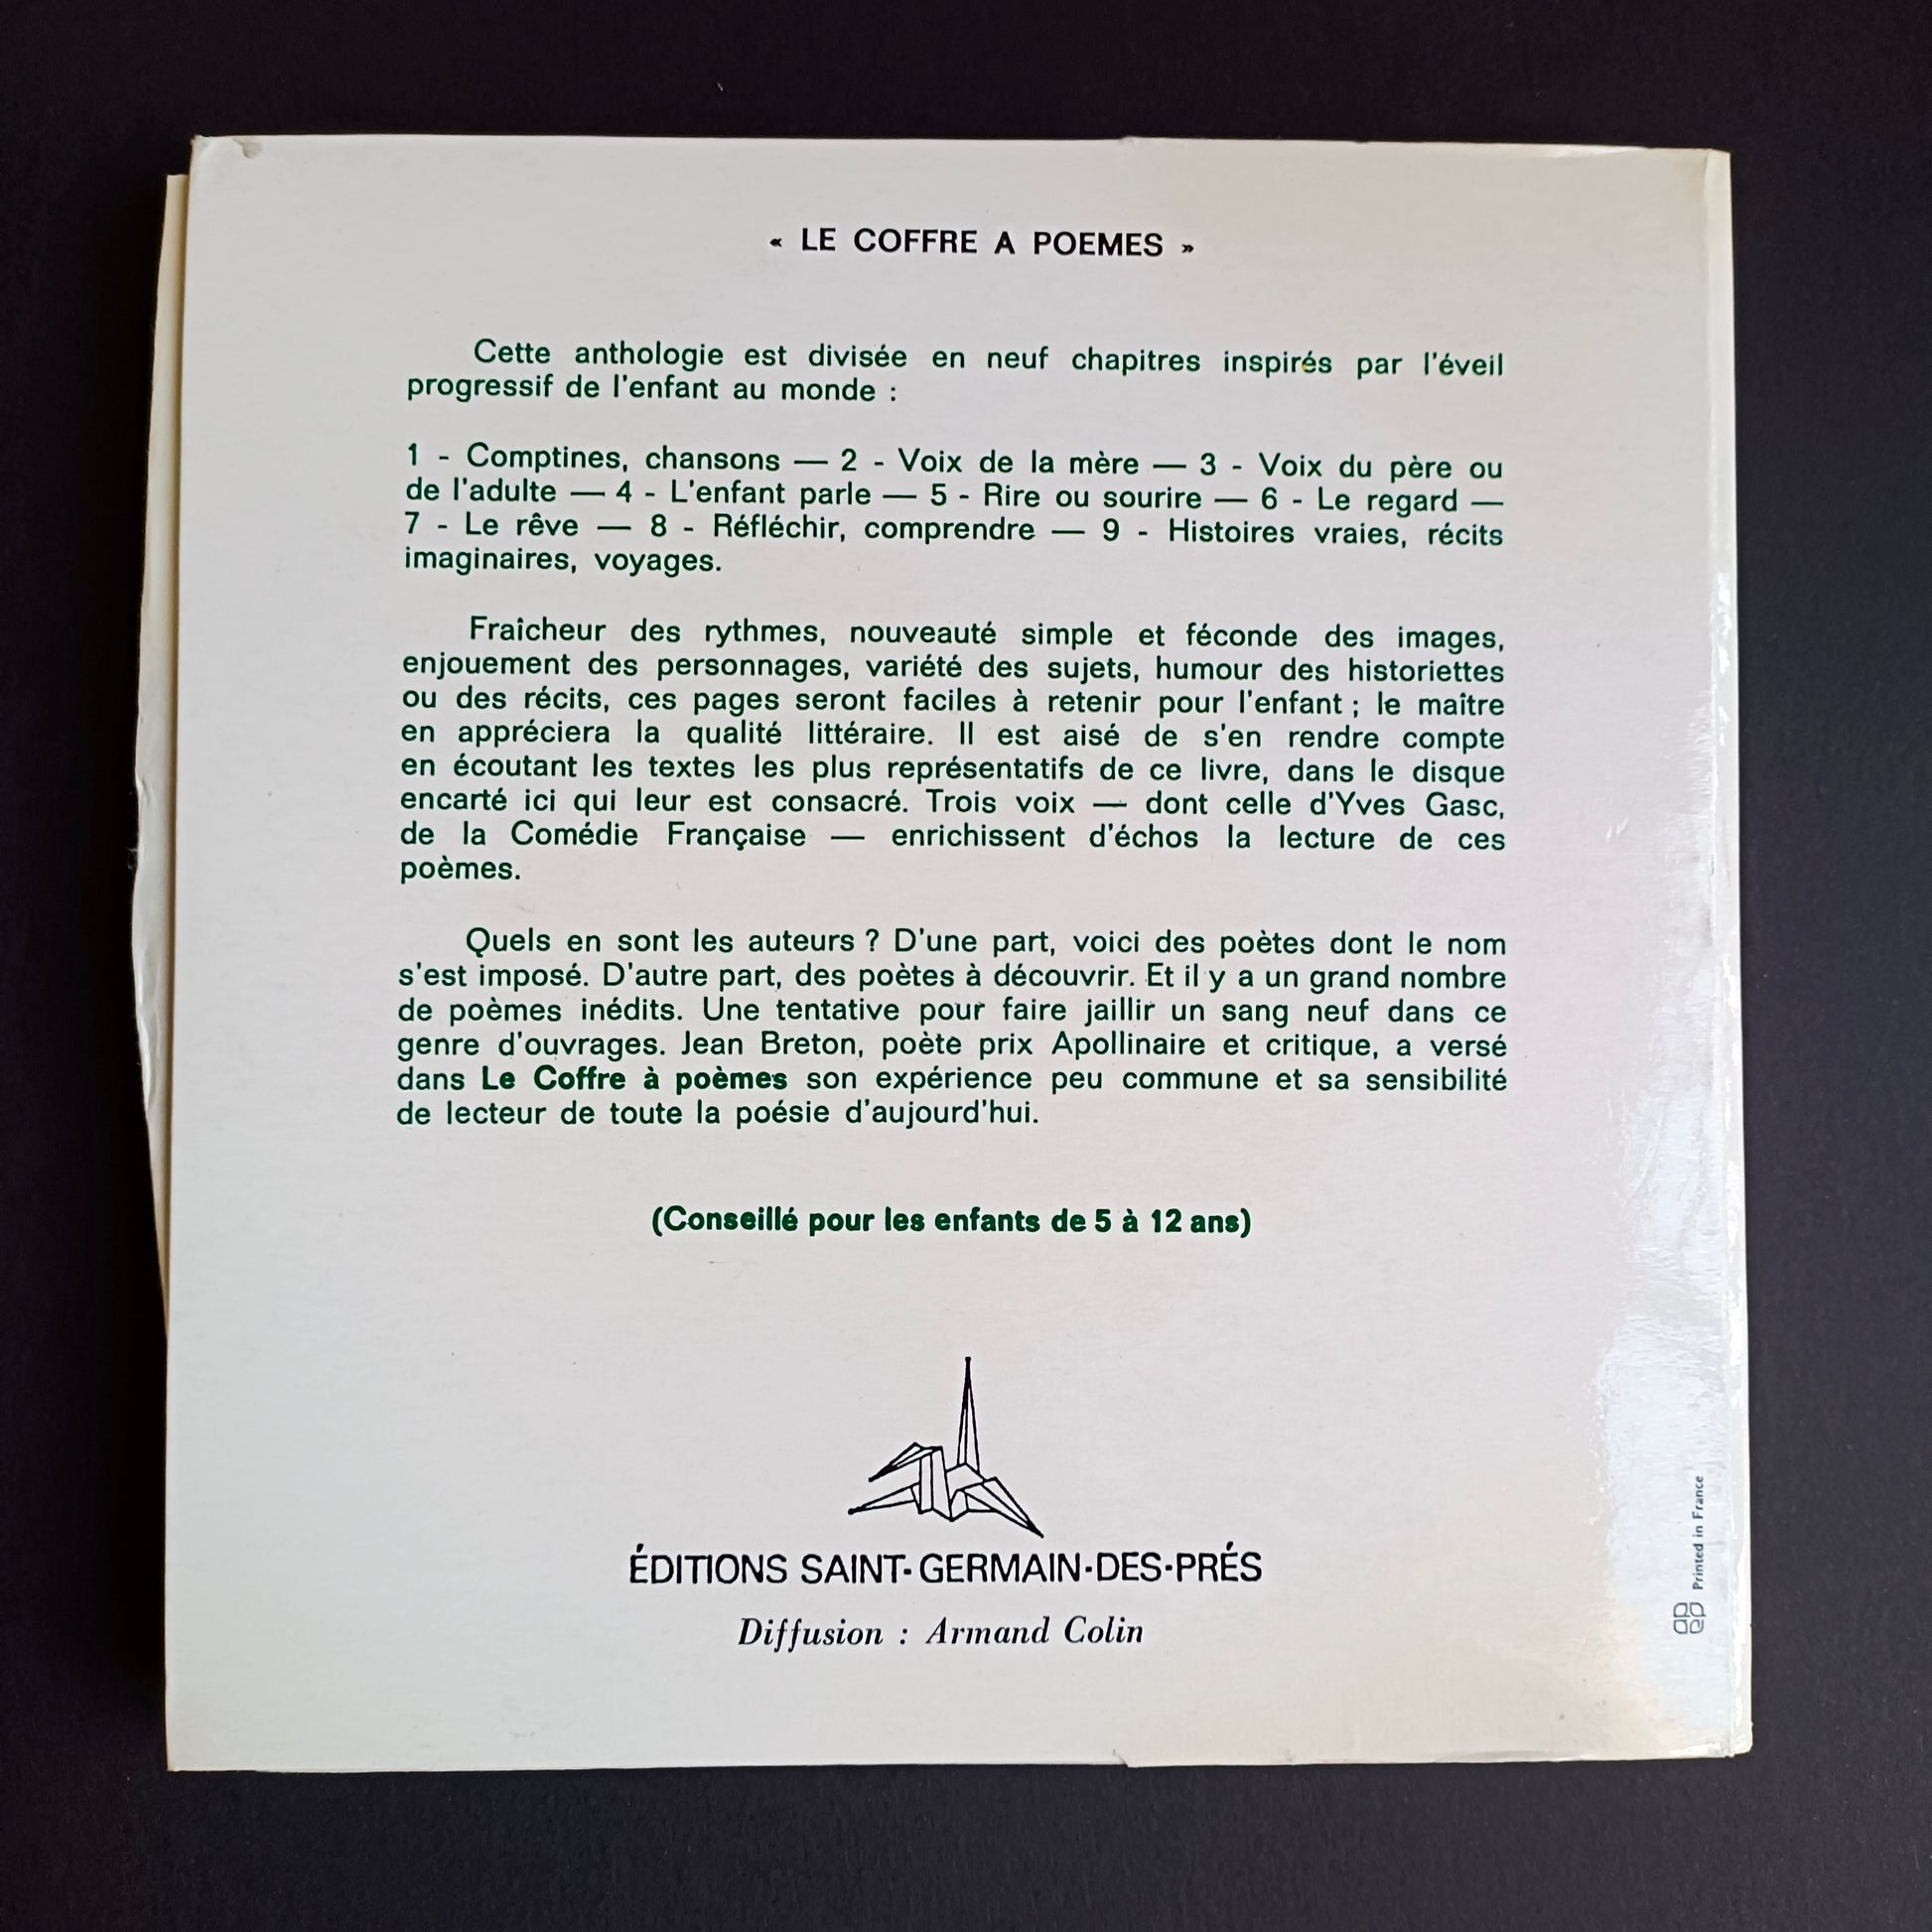 « LE COFFRE A POEMES »
Cette anthologie est divisée en neuf chapitres inspirés par l'éveil
progressif de l'enfant au monde :
1 - Comptines, chansons — 2 - Voix de la mère — 3 - Voix du père ou
de l'adulte — 4 - L'enfant parle — 5 - Rire ou sourire — 6 - Le regard —
7 - Le rêve — 8 - Réfléchir, comprendre — 9 - Histoires vraies, récits
imaginaires, voyages.
Fraîcheur des rythmes, nouveauté simple et féconde des images,
enjouement des personnages, variété des sujets, humour des historiettes
ou des récits, ces pages seront faciles à retenir pour l'enfant ; le maître
en appréciera la qualité littéraire. Il est aisé de s'en rendre compte
en écoutant les textes les plus représentatifs de ce livre, dans le disque
encarté ici qui leur est consacré. Trois voix — dont celle d'Yves Gasc,
de la Comédie Française — enrichissent d'échos la lecture de ces
poèmes.
Quels en sont les auteurs ? D'une part, voici des poètes dont le nom
s'est imposé. D'autre part, des poètes à découvrir. Et il y a un grand nombre
de poèmes inédits. Une tentative pour faire jaillir un sang neuf dans ce
genre d'ouvrages. Jean Breton, poète prix Apollinaire et critique, a versé
dans Le Coffre à poèmes son expérience peu commune et sa sensibilité
de lecteur de toute la poésie d'aujourd'hui.
(Conseillé pour les enfants de 5 à 12 ans)
ÉDITIONS SAINT-GERMAIN-DES-PRÉS
Diffusion : Armand Colin
Printed in France